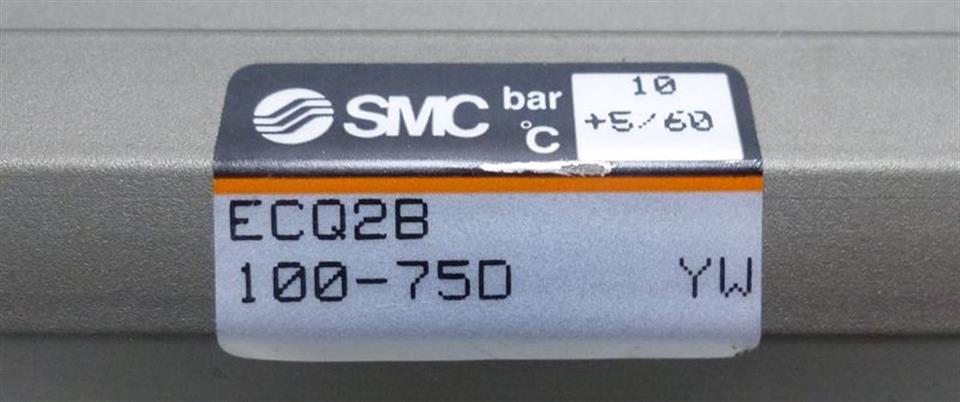 SMC bar 10
°C +5/60
ECQ2B
100-75D YW